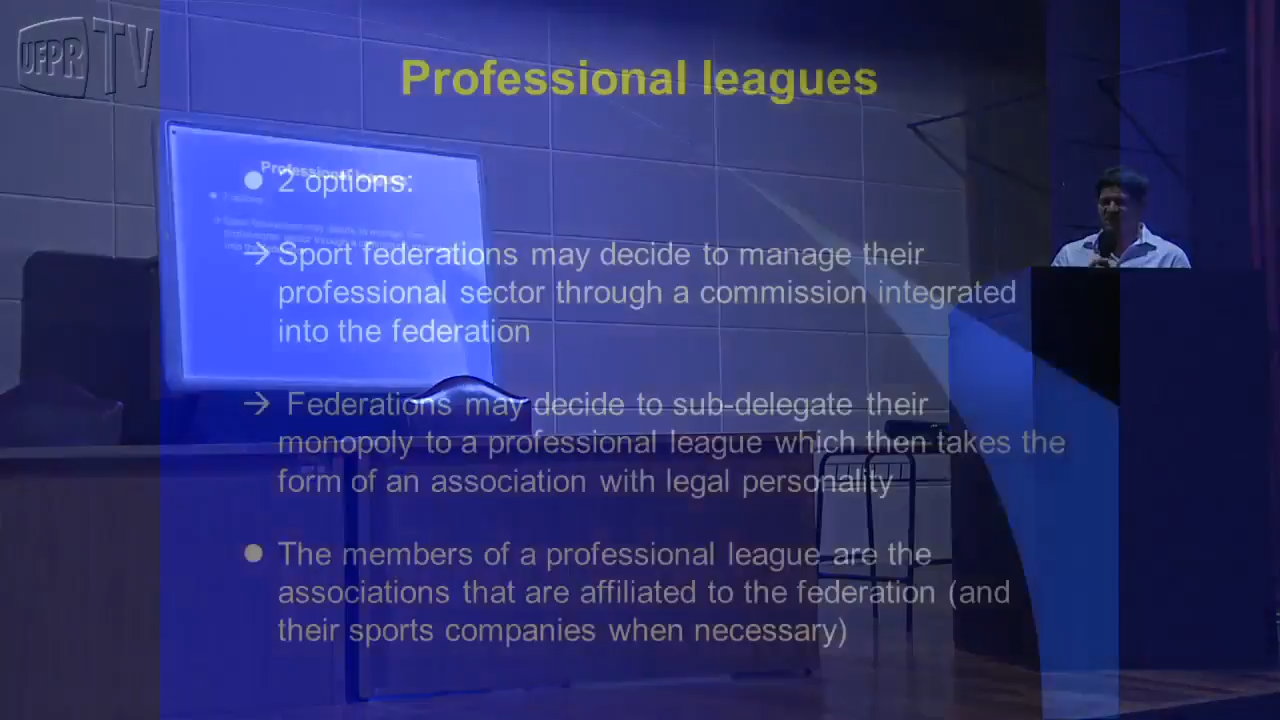 UFPR TV
Professional leagues
● 2 options:
→ Sport federations may decide to manage their
professional sector through a commission integrated
into the federation
→ Federations may decide to sub-delegate their
monopoly to a professional league which then takes the
form of an association with legal personality
● The members of a professional league are the
associations that are affiliated to the federation (and
their sports companies when necessary)